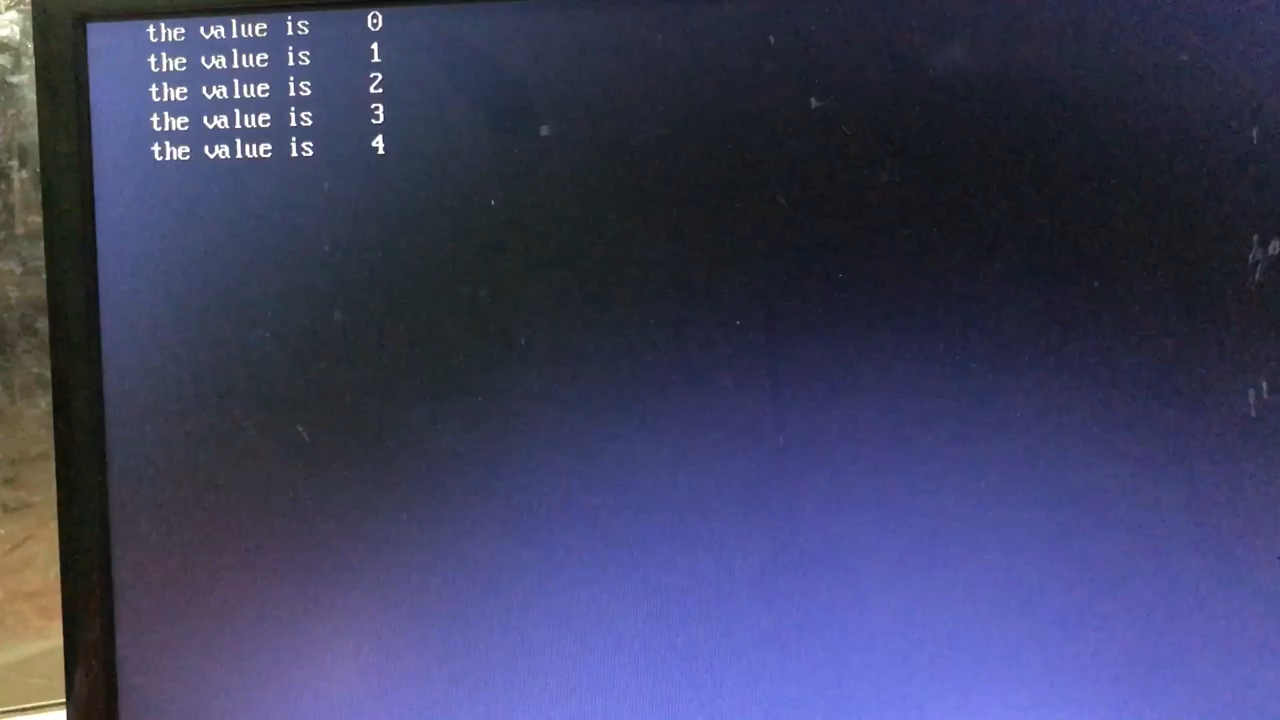 the value is 0
the value is 1
the value is 2
the value is 3
the value is 4